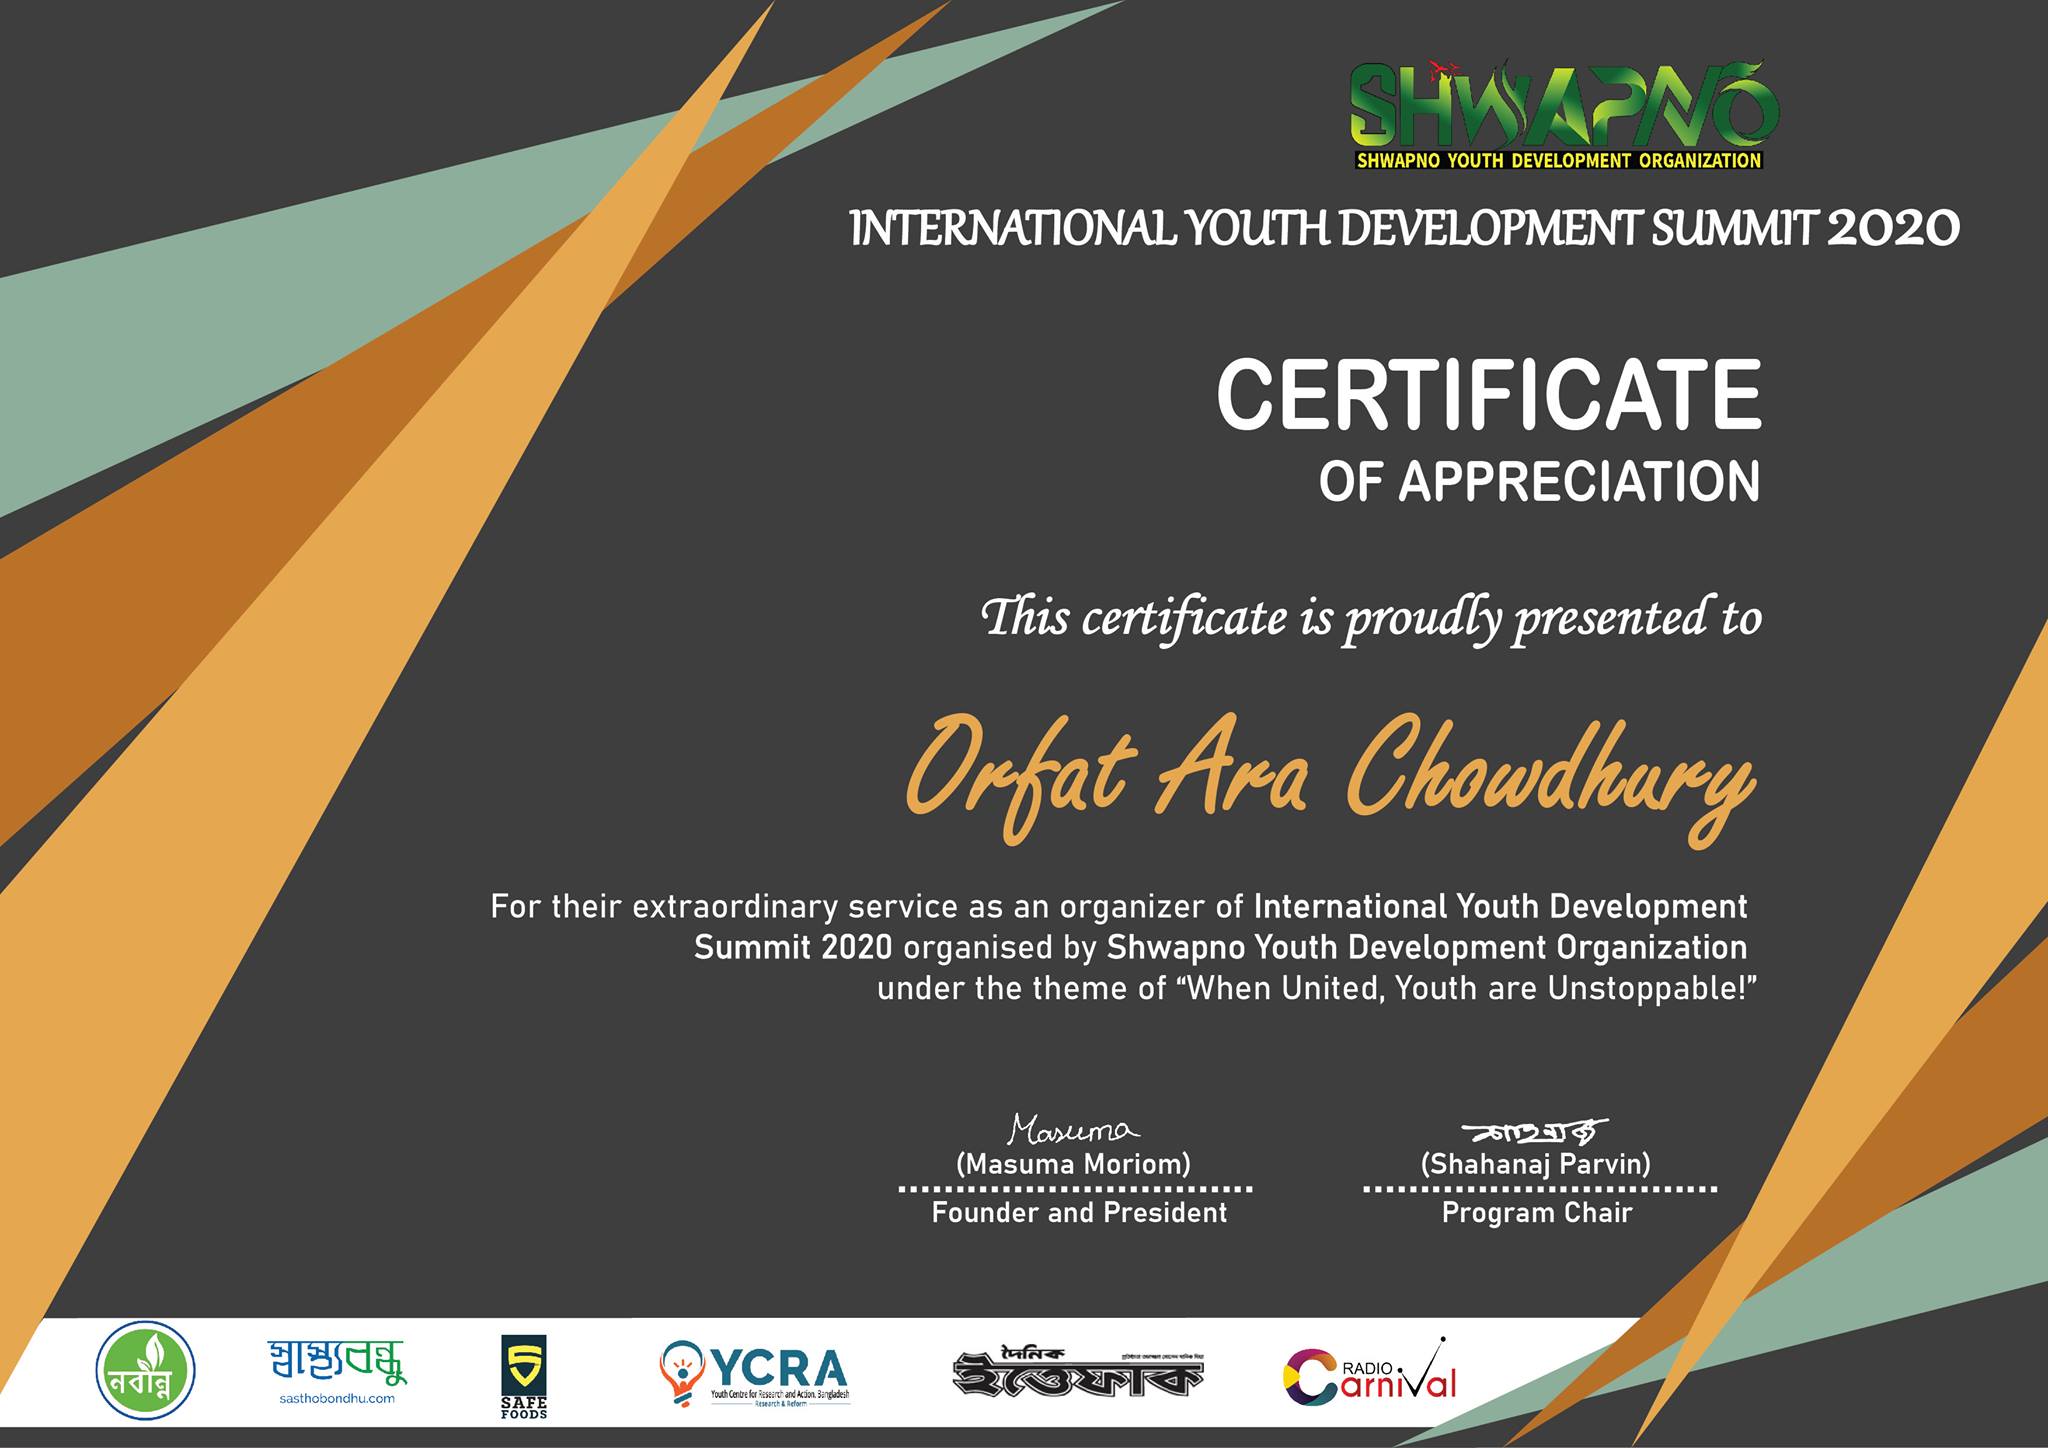 SHWAPNO
SHWAPNO YOUTH DEVELOPMENT ORGANIZATION
INTERNATIONAL YOUTH DEVELOPMENT SUMMIT 2020
CERTIFICATE
OF APPRECIATION
This certificate is proudly presented to
Orfat Ara Chowdhury
For their extraordinary service as an organizer of International Youth Development
Summit 2020 organised by Shwapno Youth Development Organization
under the theme of “When United, Youth are Unstoppable!”
Masuma
(Masuma Moriom)
Founder and President
(Shahanaj Parvin)
Program Chair
নবান্ন
স্বাস্থ্যবন্ধু
sasthobondhu.com
SAFE
FOODS
YCRA
Youth Centre for Research and Action, Bangladesh
Research & Reform
দৈনিক
ইত্তেফাক
RADIO
Carnival